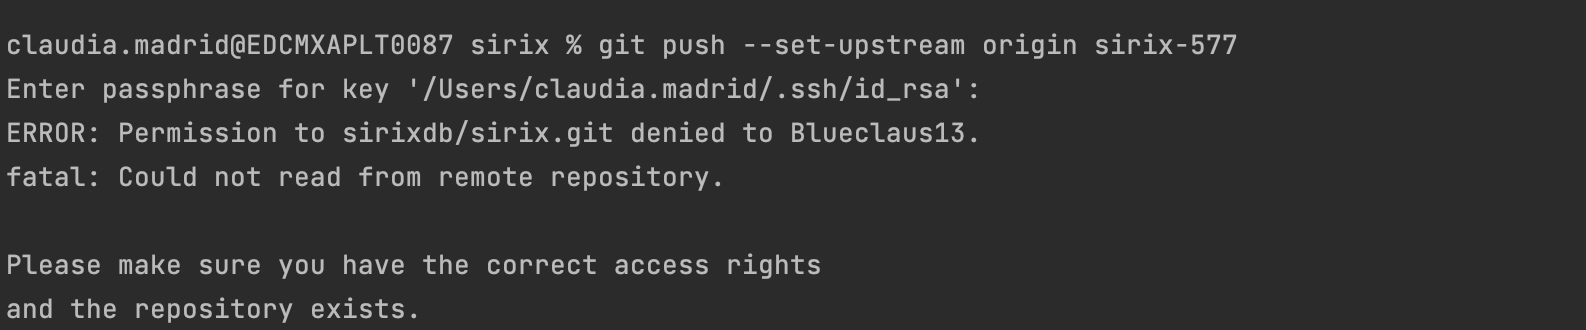 claudia.madrid@EDCMXAPLT0087 sirix % git push --set-upstream origin sirix-577
Enter passphrase for key '/Users/claudia.madrid/.ssh/id_rsa':
ERROR: Permission to sirixdb/sirix.git denied to Blueclaus13.
fatal: Could not read from remote repository.

Please make sure you have the correct access rights
and the repository exists.